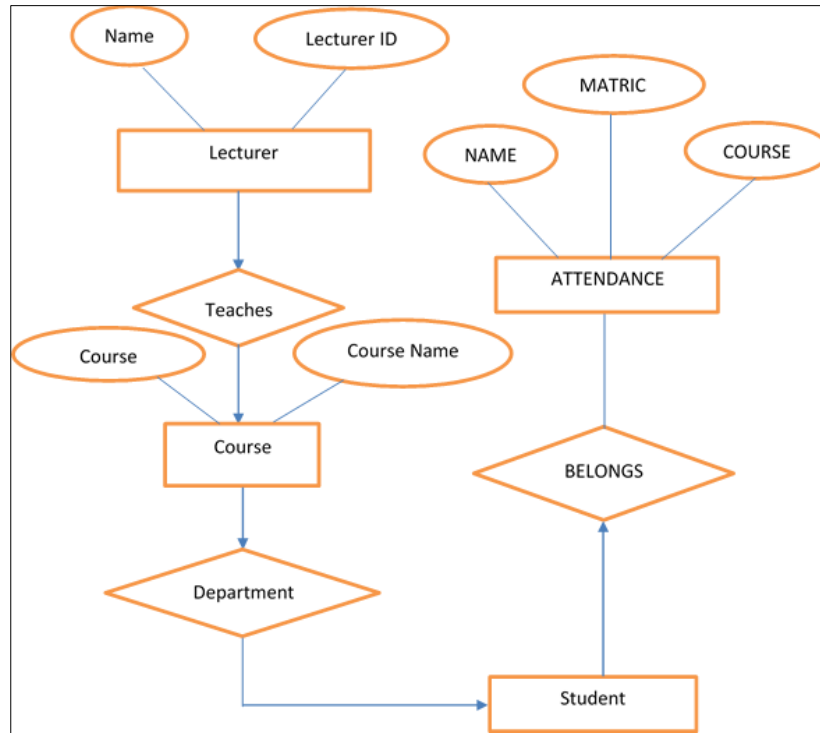 Name
Lecturer ID
Lecturer
Teaches
Course
Course Name
Course
Department
MATRIC
NAME
COURSE
ATTENDANCE
BELONGS
Student